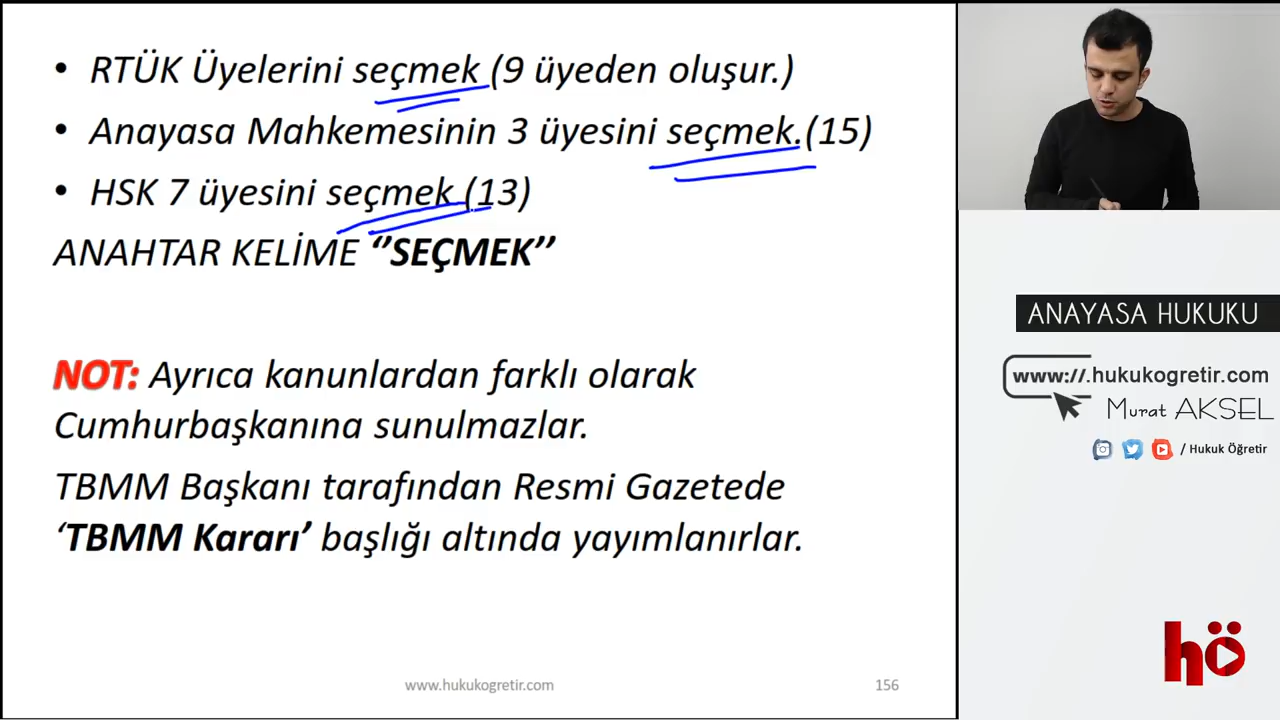 • RTÜK Üyelerini seçmek (9 üyeden oluşur.)
• Anayasa Mahkemesinin 3 üyesini seçmek.(15)
• HSK 7 üyesini seçmek (13)
ANAHTAR KELİME ‘’SEÇMEK’’
NOT: Ayrıca kanunlardan farklı olarak
Cumhurbaşkanına sunulmazlar.
TBMM Başkanı tarafından Resmi Gazetede
‘TBMM Kararı’ başlığı altında yayımlanırlar.
www.hukukogretir.com
156
ANAYASA HUKUKU
www://.hukukogretir.com
Murat AKSEL
/ Hukuk Öğretir
hö